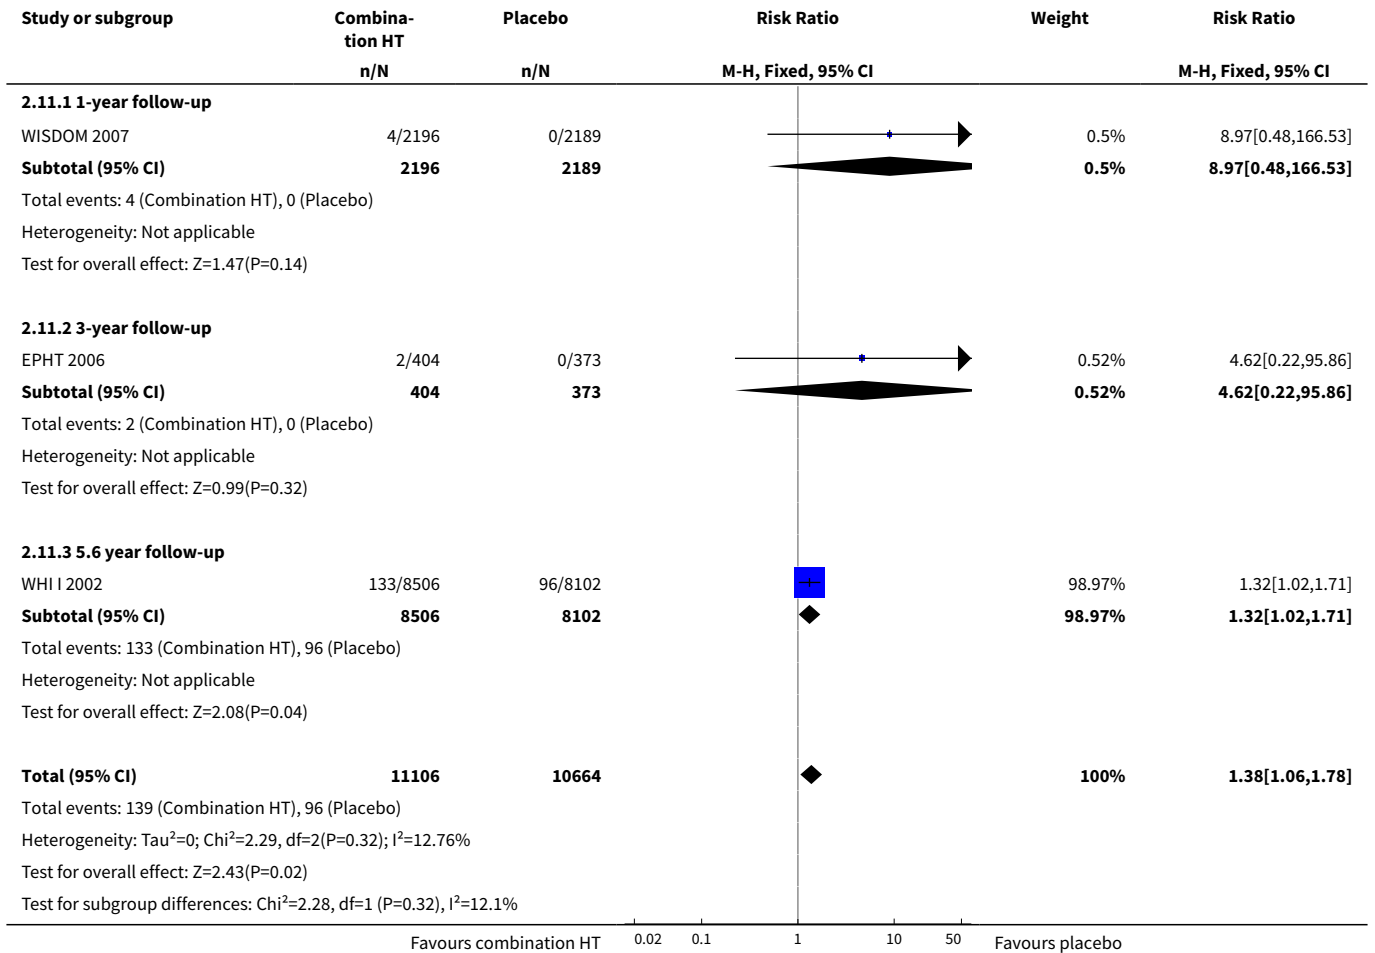 Study or subgroup Combina- Placebo Risk Ratio Weight Risk Ratio
tion HT
n/N n/N M-H, Fixed, 95% CI M-H, Fixed, 95% CI
2.11.1 1-year follow-up
WISDOM 2007 4/2196 0/2189 0.5% 8.97[0.48,166.53]
Subtotal (95% CI) 2196 2189 0.5% 8.97[0.48,166.53]
Total events: 4 (Combination HT), 0 (Placebo)
Heterogeneity: Not applicable
Test for overall effect: Z=1.47(P=0.14)
2.11.2 3-year follow-up
EPHT 2006 2/404 0/373 0.52% 4.62[0.22,95.86]
Subtotal (95% CI) 404 373 0.52% 4.62[0.22,95.86]
Total events: 2 (Combination HT), 0 (Placebo)
Heterogeneity: Not applicable
Test for overall effect: Z=0.99(P=0.32)
2.11.3 5.6 year follow-up
WHI I 2002 133/8506 96/8102 98.97% 1.32[1.02,1.71]
Subtotal (95% CI) 8506 8102 98.97% 1.32[1.02,1.71]
Total events: 133 (Combination HT), 96 (Placebo)
Heterogeneity: Not applicable
Test for overall effect: Z=2.08(P=0.04)
Total (95% CI) 11106 10664 100% 1.38[1.06,1.78]
Total events: 139 (Combination HT), 96 (Placebo)
Heterogeneity: Tau²=0; Chi²=2.29, df=2(P=0.32); I²=12.76%
Test for overall effect: Z=2.43(P=0.02)
Test for subgroup differences: Chi²=2.28, df=1 (P=0.32), I²=12.1%
Favours combination HT 0.02 0.1 1 10 50 Favours placebo